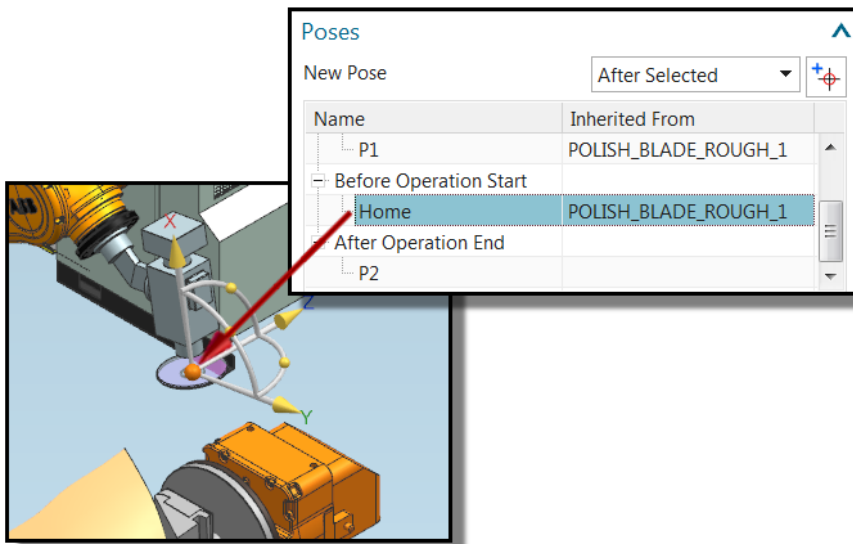 Poses
New Pose
After Selected
Name Inherited From
P1 POLISH_BLADE_ROUGH_1
Before Operation Start
Home POLISH_BLADE_ROUGH_1
After Operation End
P2
ABB
X
Z
Y